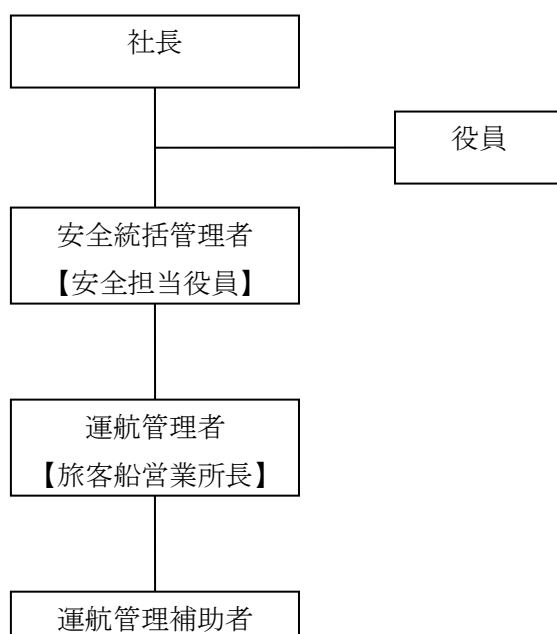 社長
役員
安全統括管理者
【安全担当役員】
運航管理者
【旅客船営業所長】
運航管理補助者